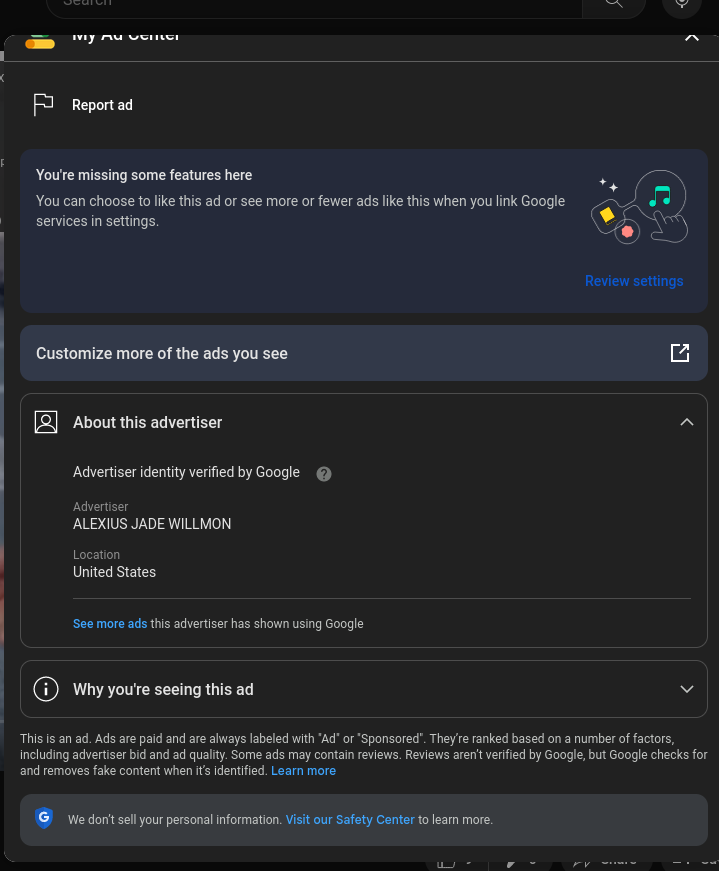 Search
My Ad Center
Report ad
You're missing some features here
You can choose to like this ad or see more or fewer ads like this when you link Google
services in settings.
Review settings
Customize more of the ads you see
About this advertiser
Advertiser identity verified by Google
Advertiser
ALEXIUS JADE WILLMON
Location
United States
See more ads this advertiser has shown using Google
Why you're seeing this ad
This is an ad. Ads are paid and are always labeled with "Ad" or "Sponsored". They're ranked based on a number of factors,
including advertiser bid and ad quality. Some ads may contain reviews. Reviews aren't verified by Google, but Google checks for
and removes fake content when it's identified. Learn more
G
We don't sell your personal information. Visit our Safety Center to learn more.
Share